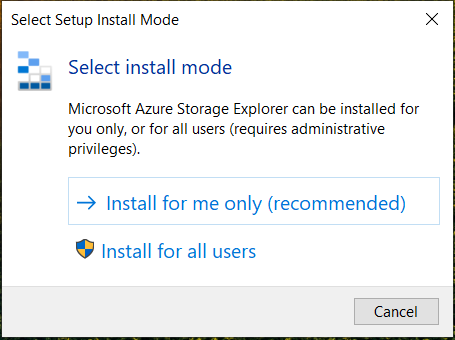 Select Setup Install Mode
Select install mode
Microsoft Azure Storage Explorer can be installed for
you only, or for all users (requires administrative
privileges).
Install for me only (recommended)
Install for all users
Cancel